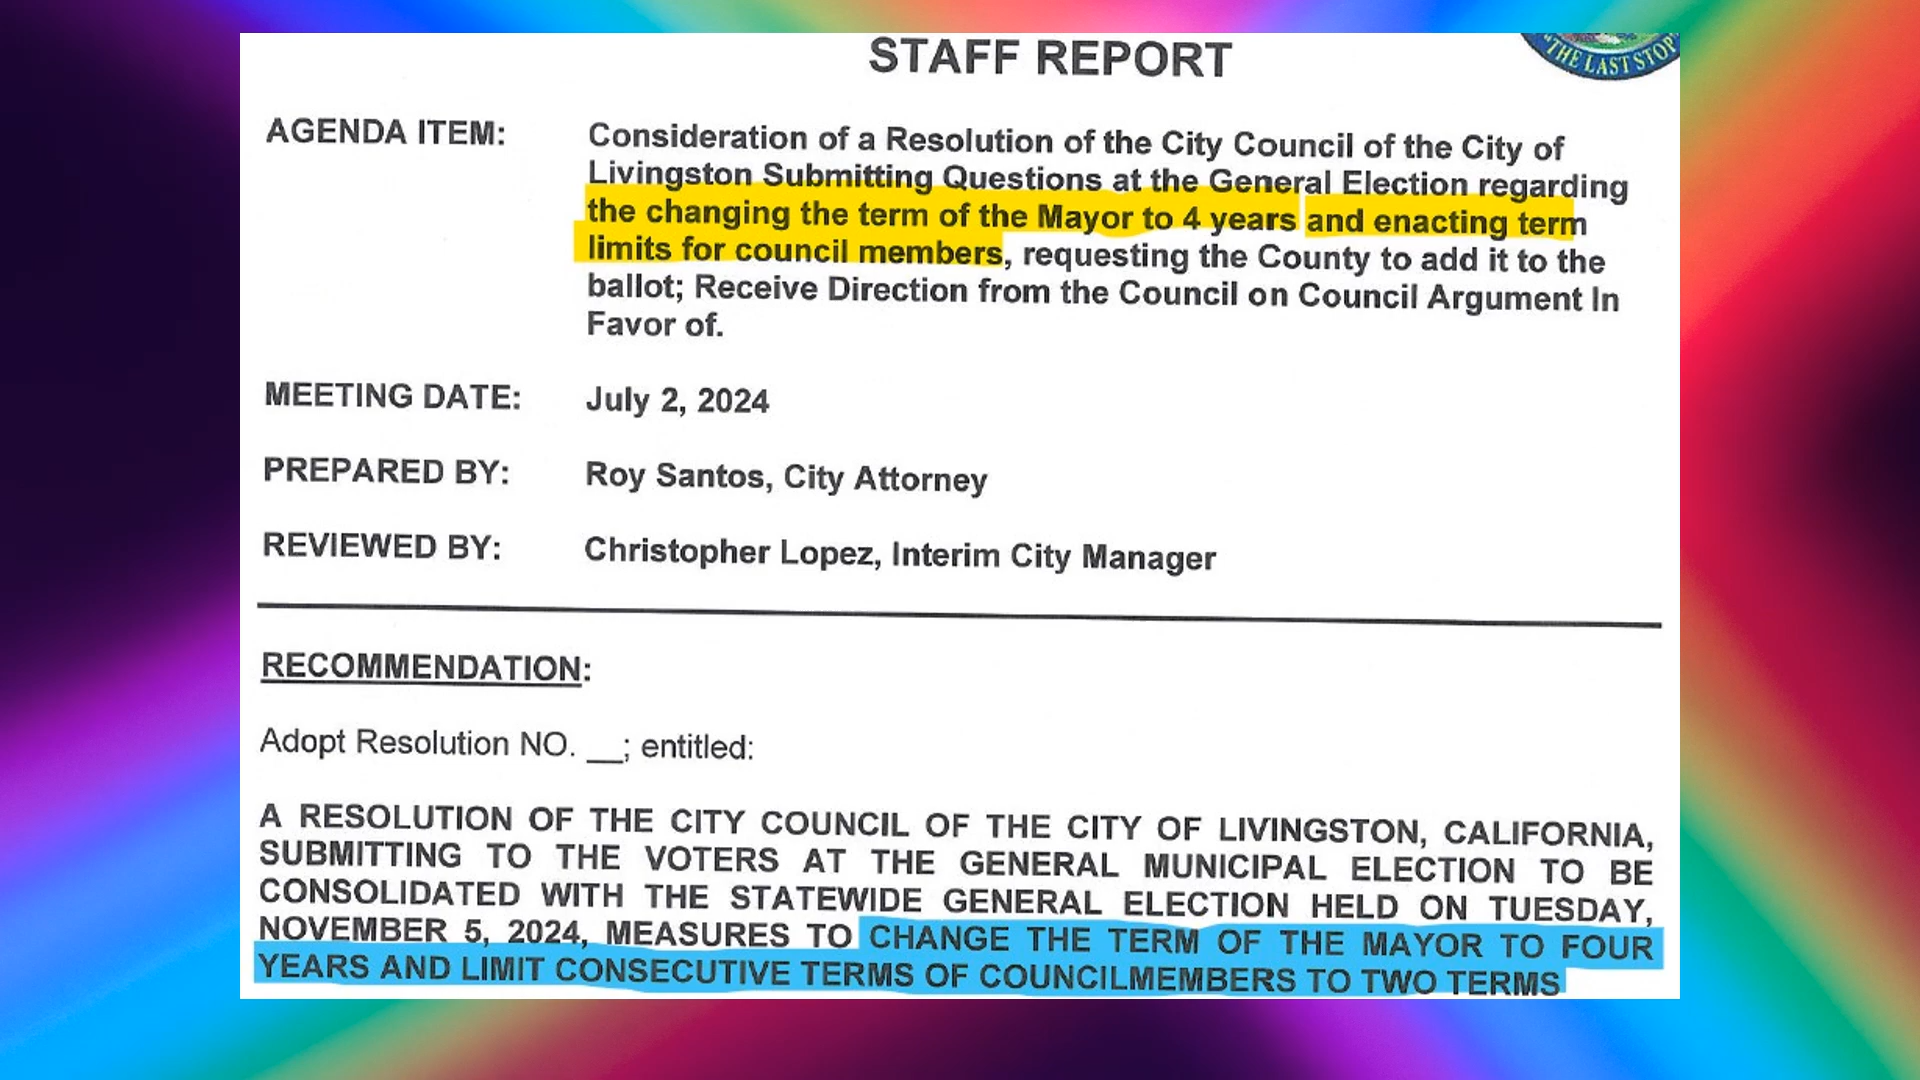 STAFF REPORT
THE LAST STOP
AGENDA ITEM:
Consideration of a Resolution of the City Council of the City of
Livingston Submitting Questions at the General Election regarding
the changing the term of the Mayor to 4 years and enacting term
limits for council members, requesting the County to add it to the
ballot; Receive Direction from the Council on Council Argument In
Favor of.
MEETING DATE: July 2, 2024
PREPARED BY: Roy Santos, City Attorney
REVIEWED BY: Christopher Lopez, Interim City Manager
RECOMMENDATION:
Adopt Resolution NO. __; entitled:
A RESOLUTION OF THE CITY COUNCIL OF THE CITY OF LIVINGSTON, CALIFORNIA,
SUBMITTING TO THE VOTERS AT THE GENERAL MUNICIPAL ELECTION TO BE
CONSOLIDATED WITH THE STATEWIDE GENERAL ELECTION HELD ON TUESDAY,
NOVEMBER 5, 2024, MEASURES TO CHANGE THE TERM OF THE MAYOR TO FOUR
YEARS AND LIMIT CONSECUTIVE TERMS OF COUNCILMEMBERS TO TWO TERMS